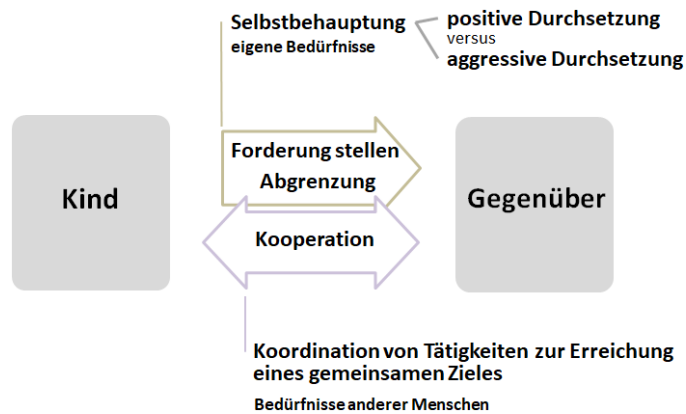 Selbstbehauptung
eigene Bedürfnisse
positive Durchsetzung
versus
aggressive Durchsetzung
Kind
Forderung stellen
Abgrenzung
Kooperation
Gegenüber
Koordination von Tätigkeiten zur Erreichung
eines gemeinsamen Zieles
Bedürfnisse anderer Menschen